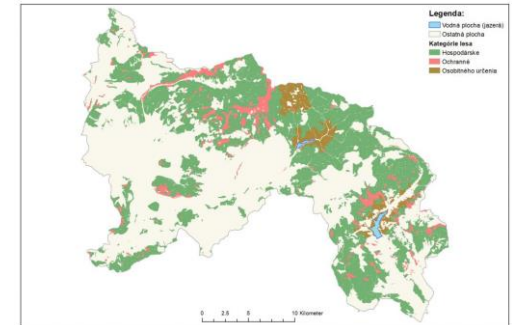 Legenda:
Vodná plocha (jazerá)
Ostatná plocha
Kategórie lesa
Hospodárske
Ochranné
Osobitného určenia
0 2,5 5 10 Kilometer